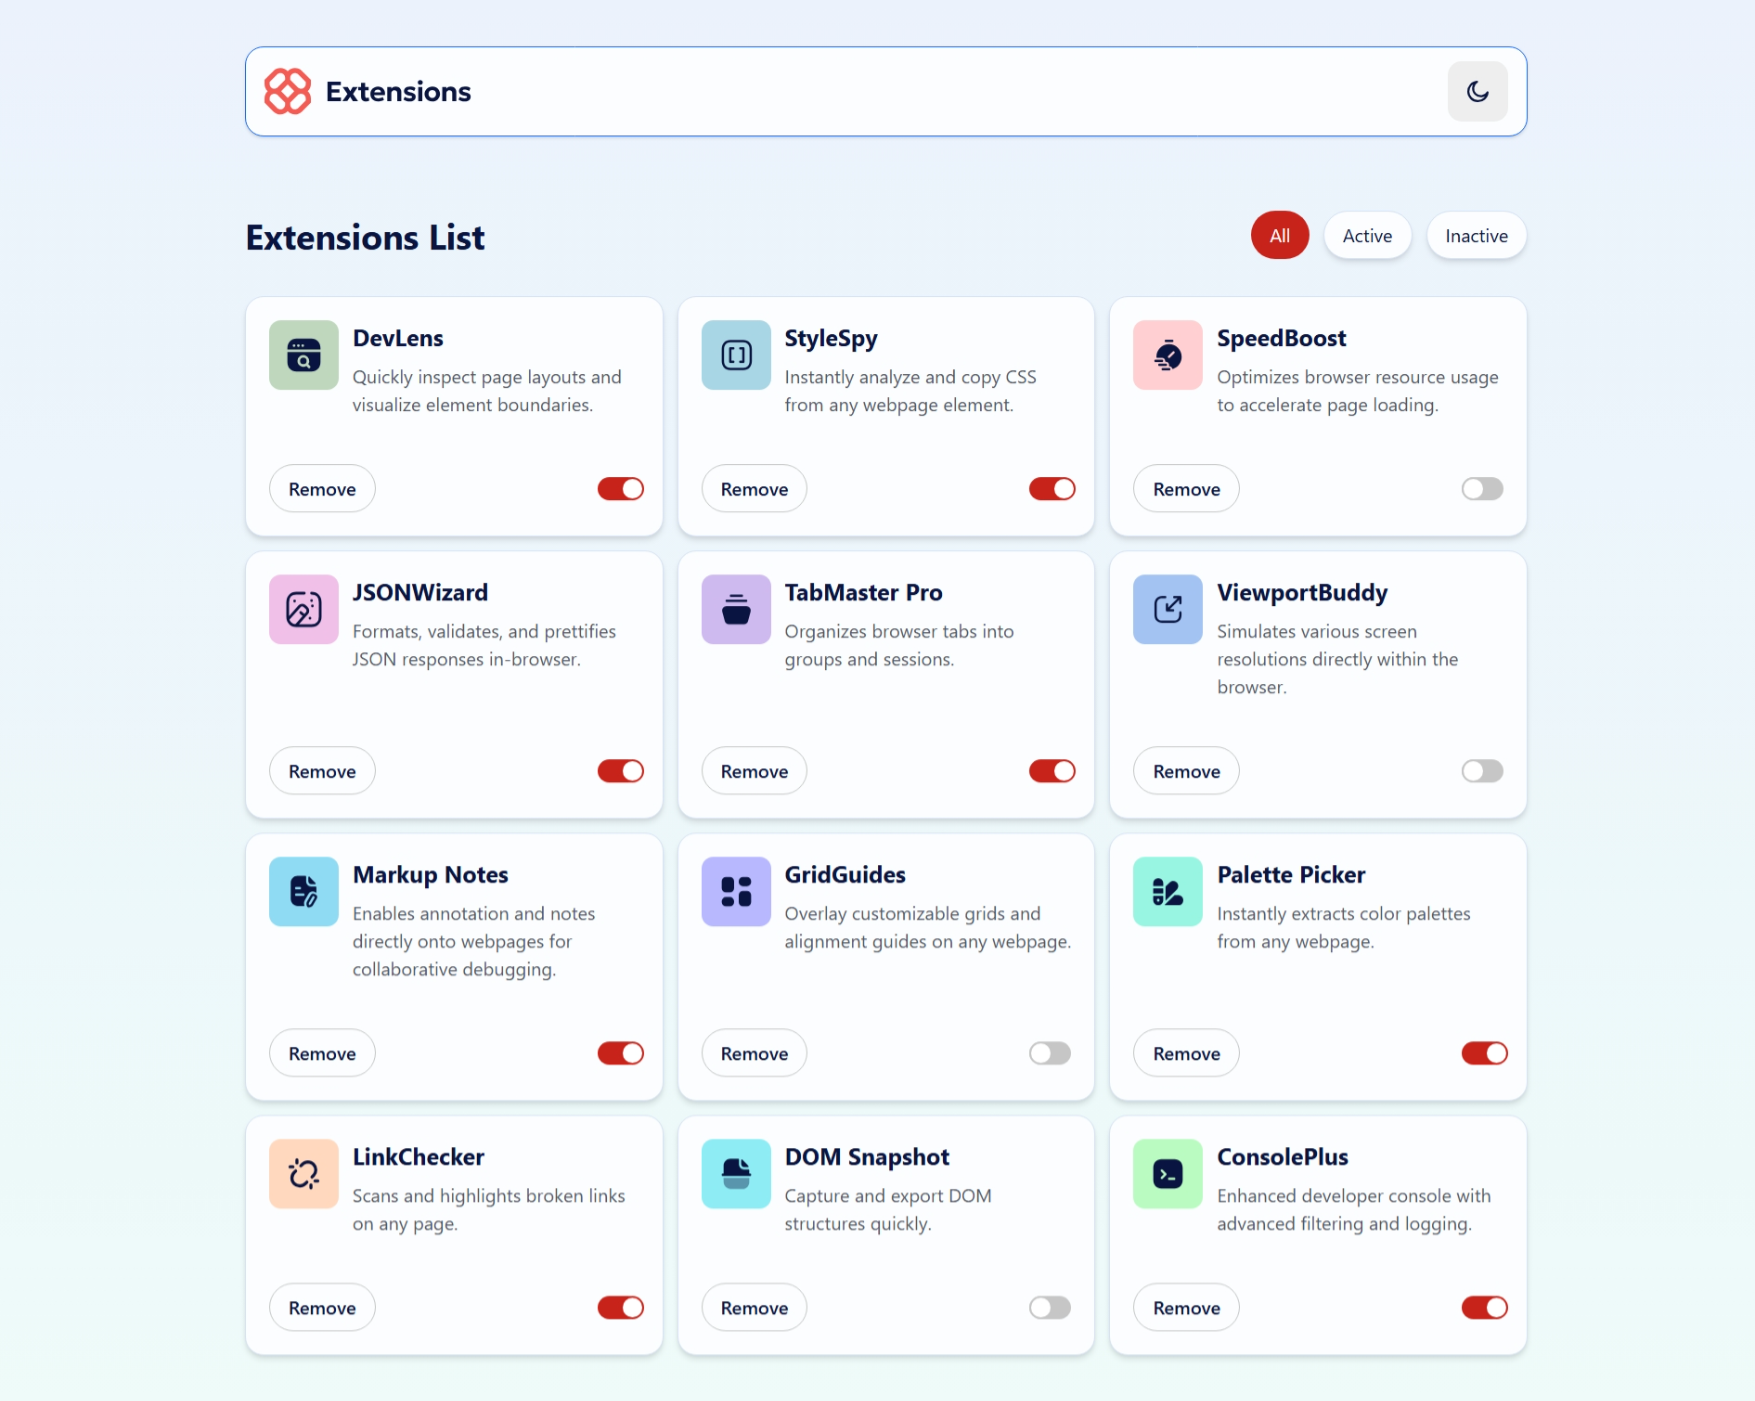 Extensions
Extensions List
All
Active
Inactive
DevLens
Quickly inspect page layouts and
visualize element boundaries.
Remove
StyleSpy
Instantly analyze and copy CSS
from any webpage element.
Remove
SpeedBoost
Optimizes browser resource usage
to accelerate page loading.
Remove
JSONWizard
Formats, validates, and prettifies
JSON responses in-browser.
Remove
TabMaster Pro
Organizes browser tabs into
groups and sessions.
Remove
ViewportBuddy
Simulates various screen
resolutions directly within the
browser.
Remove
Markup Notes
Enables annotation and notes
directly onto webpages for
collaborative debugging.
Remove
GridGuides
Overlay customizable grids and
alignment guides on any webpage.
Remove
Palette Picker
Instantly extracts color palettes
from any webpage.
Remove
LinkChecker
Scans and highlights broken links
on any page.
Remove
DOM Snapshot
Capture and export DOM
structures quickly.
Remove
ConsolePlus
Enhanced developer console with
advanced filtering and logging.
Remove